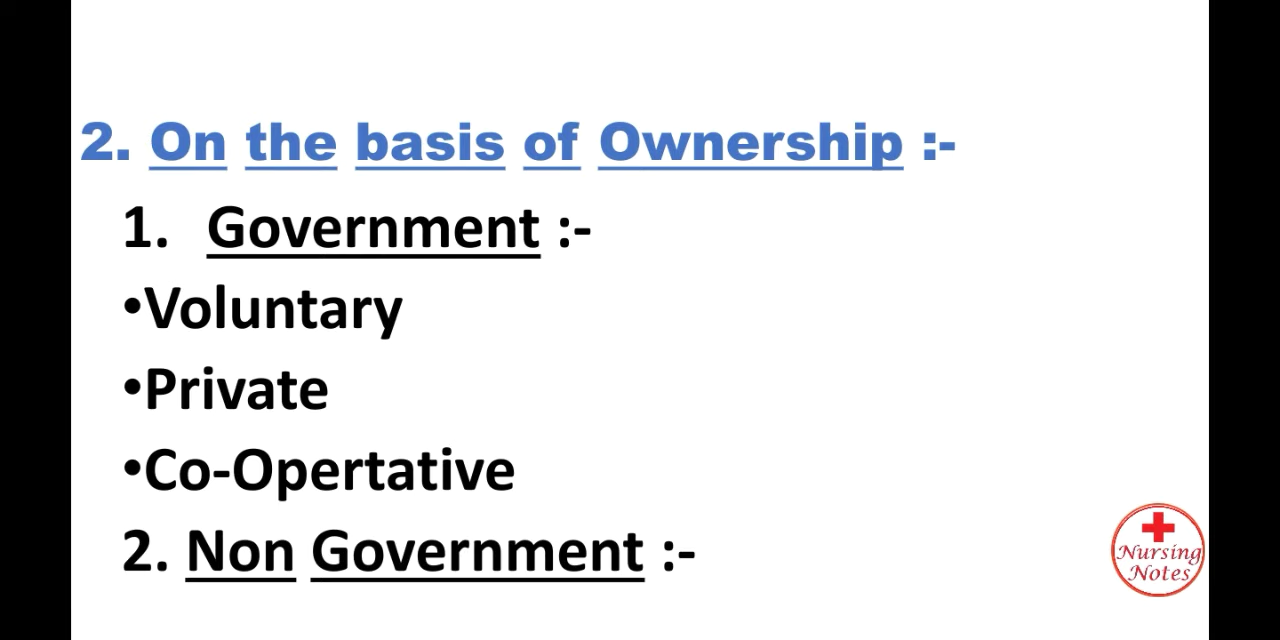 2. On the basis of Ownership :-
1. Government :-
•Voluntary
•Private
•Co-Opertative
2. Non Government :-
Nursing
Notes